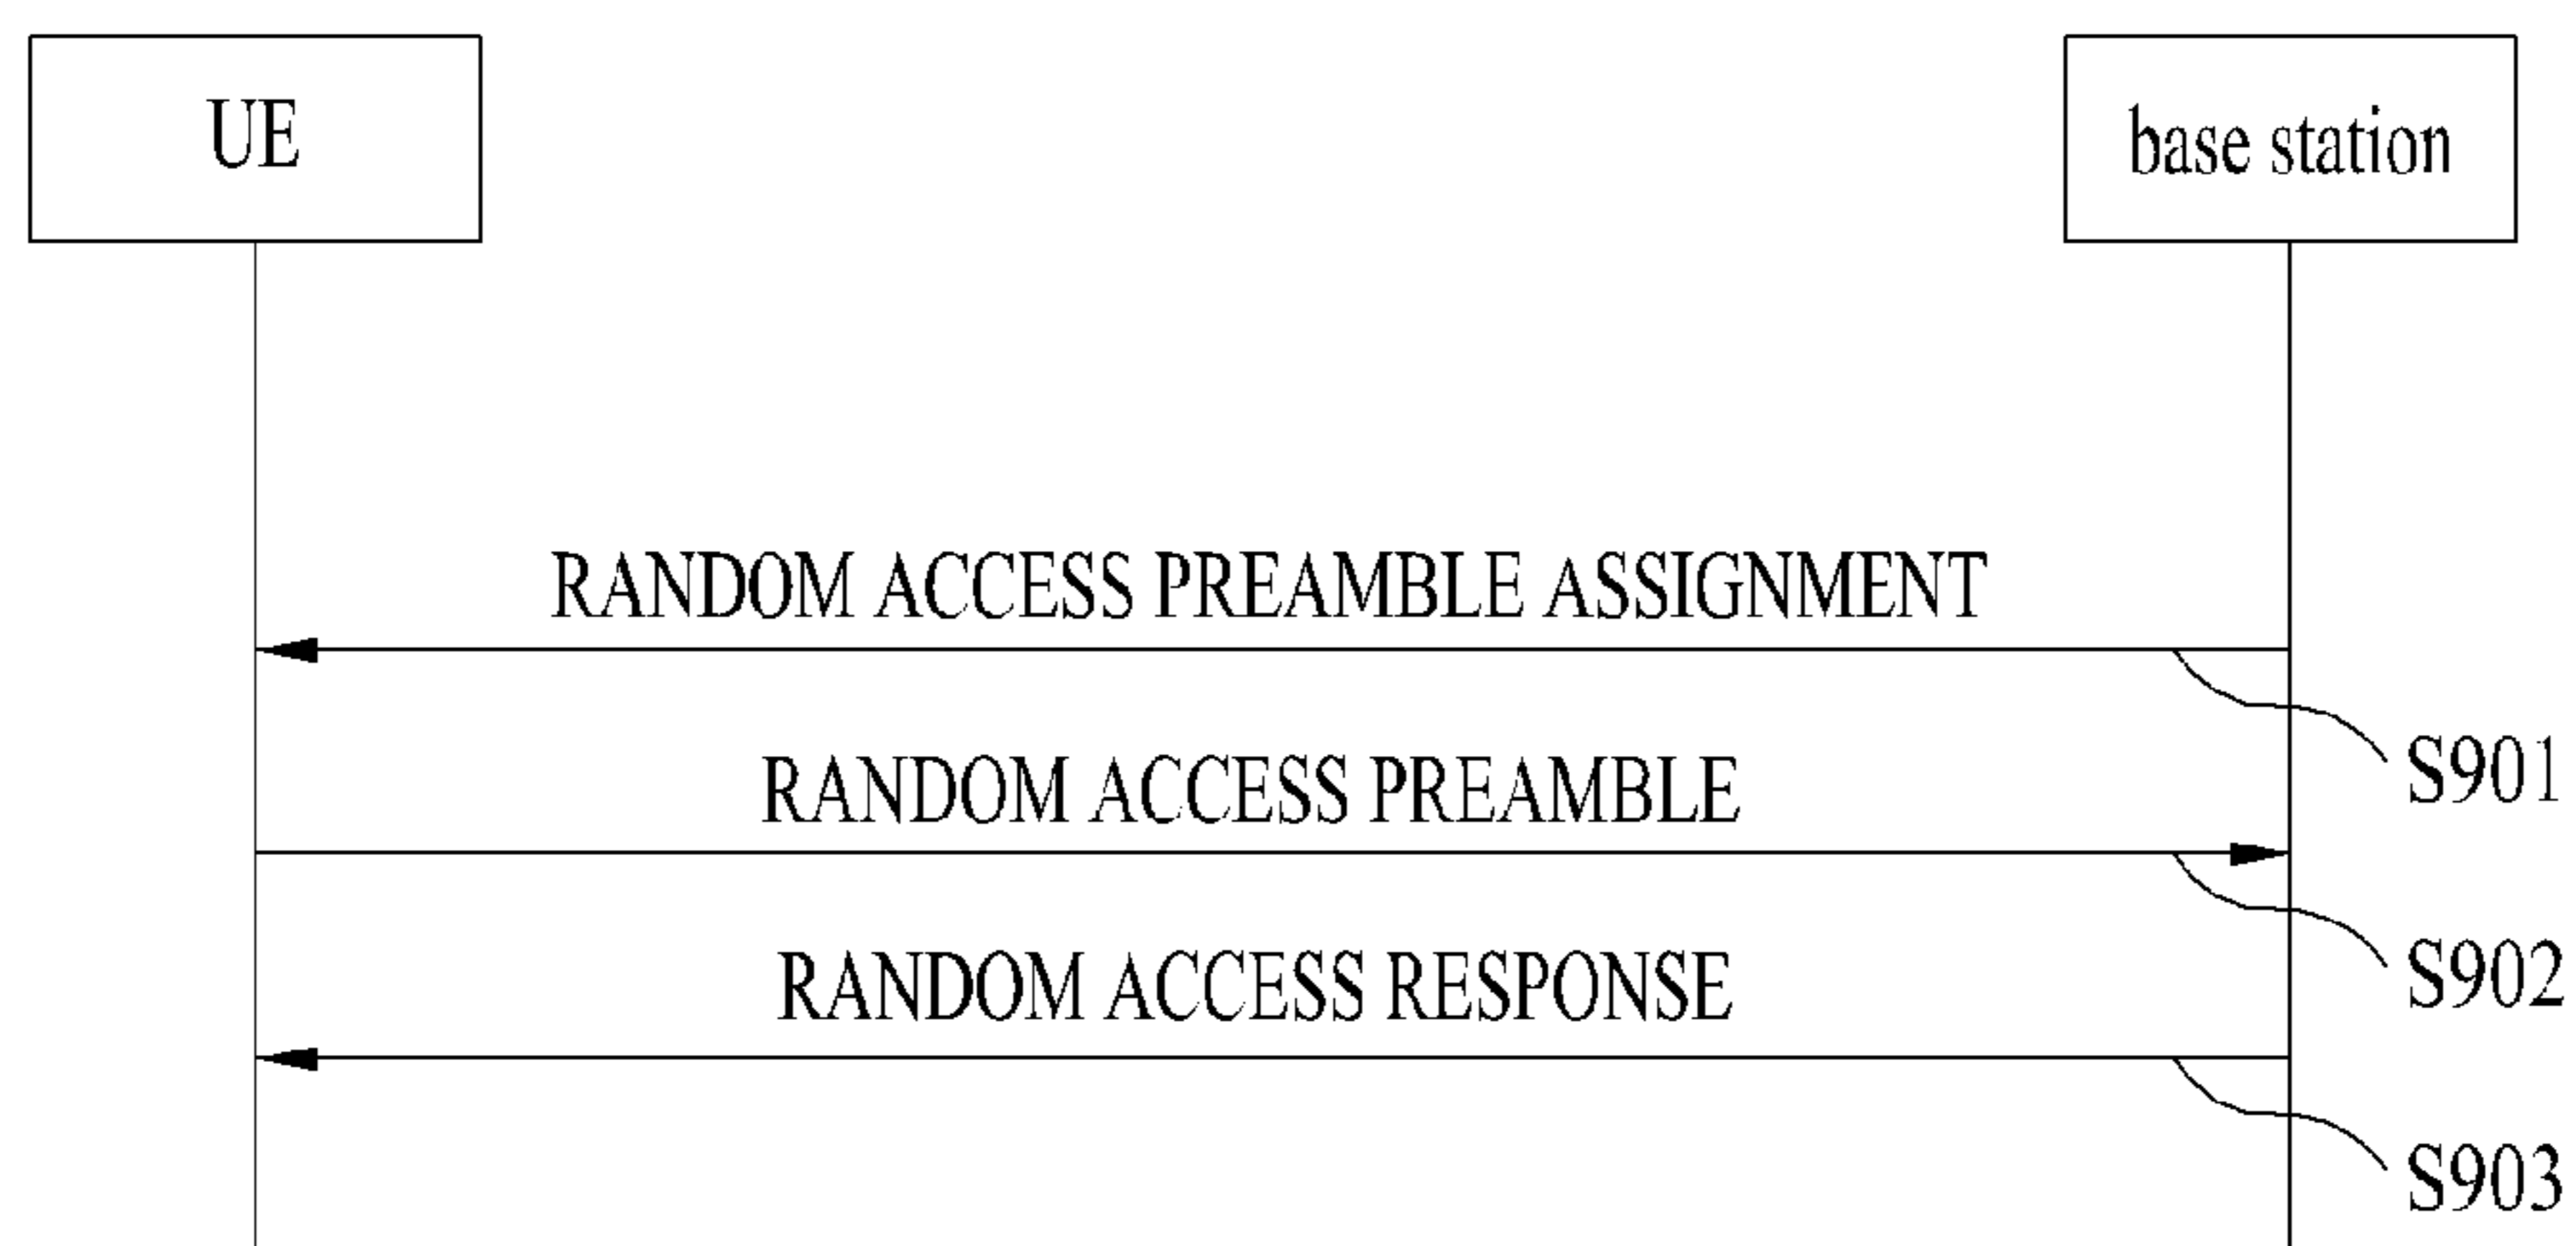 UE
base station
RANDOM ACCESS PREAMBLE ASSIGNMENT
S901
RANDOM ACCESS PREAMBLE
S902
RANDOM ACCESS RESPONSE
S903